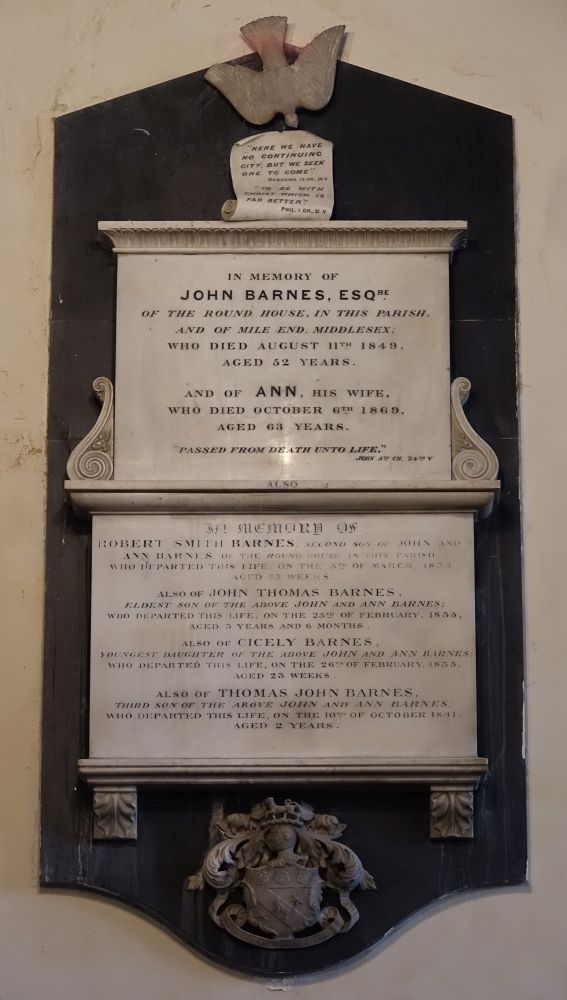 "HERE WE HAVE
NO CONTINUING
CITY, BUT WE SEEK
ONE TO COME"
HEBREWS, 13 CH., 14 V
"TO BE WITH
CHRIST WHICH IS
FAR BETTER"
PHIL. 1 CH., 21 V
IN MEMORY OF
JOHN BARNES, ESQRE
OF THE ROUND HOUSE, IN THIS PARISH,
AND OF MILE END, MIDDLESEX;
WHO DIED AUGUST 11TH 1849,
AGED 52 YEARS.
AND OF ANN, HIS WIFE,
WHO DIED OCTOBER 6TH 1869,
AGED 63 YEARS.
"PASSED FROM DEATH UNTO LIFE."
JOHN 5TH CH, 24TH V
ALSO
IN MEMORY OF
ROBERT SMITH BARNES, SECOND SON OF JOHN AND
ANN BARNES OF THE ROUND HOUSE IN THIS PARISH
WHO DEPARTED THIS LIFE, ON THE 5TH OF MARCH, 1834
AGED 33 WEEKS.
ALSO OF JOHN THOMAS BARNES,
ELDEST SON OF THE ABOVE JOHN AND ANN BARNES;
WHO DEPARTED THIS LIFE, ON THE 25TH OF FEBRUARY, 1835,
AGED 3 YEARS AND 6 MONTHS.
ALSO OF CICELY BARNES,
YOUNGEST DAUGHTER OF THE ABOVE JOHN AND ANN BARNES;
WHO DEPARTED THIS LIFE, ON THE 26TH OF FEBRUARY, 1835,
AGED 23 WEEKS.
ALSO OF THOMAS JOHN BARNES,
THIRD SON OF THE ABOVE JOHN AND ANN BARNES;
WHO DEPARTED THIS LIFE, ON THE 10TH OF OCTOBER 1841,
AGED 2 YEARS.